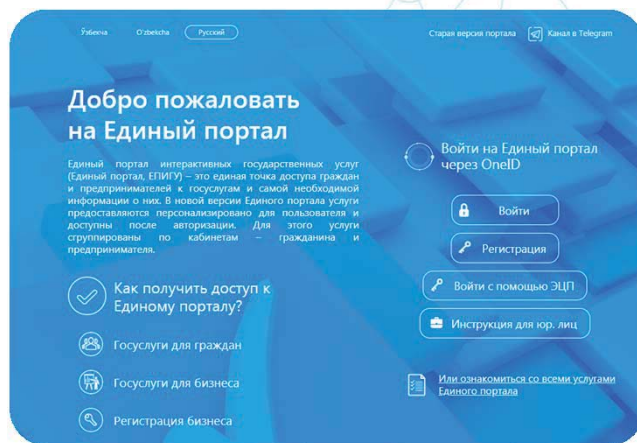 Ўзбекча
O'zbekcha
Русский
Старая версия портала
Канал в Telegram
Добро пожаловать
на Единый портал
Единый портал интерактивных государственных услуг
(Единый портал, ЕПИГУ) – это единая точка доступа граждан
и предпринимателей к госуслугам и самой необходимой
информации о них. В новой версии Единого портала услуги
предоставляются персонализировано для пользователя и
доступны после авторизации. Для этого услуги
сгруппированы по кабинетам – гражданина и
предпринимателя.
Как получить доступ к
Единому порталу?
Госуслуги для граждан
Госуслуги для бизнеса
Регистрация бизнеса
Войти на Единый портал
через OneID
Войти
Регистрация
Войти с помощью ЭЦП
Инструкция для юр. лиц
Или ознакомиться со всеми услугами
Единого портала